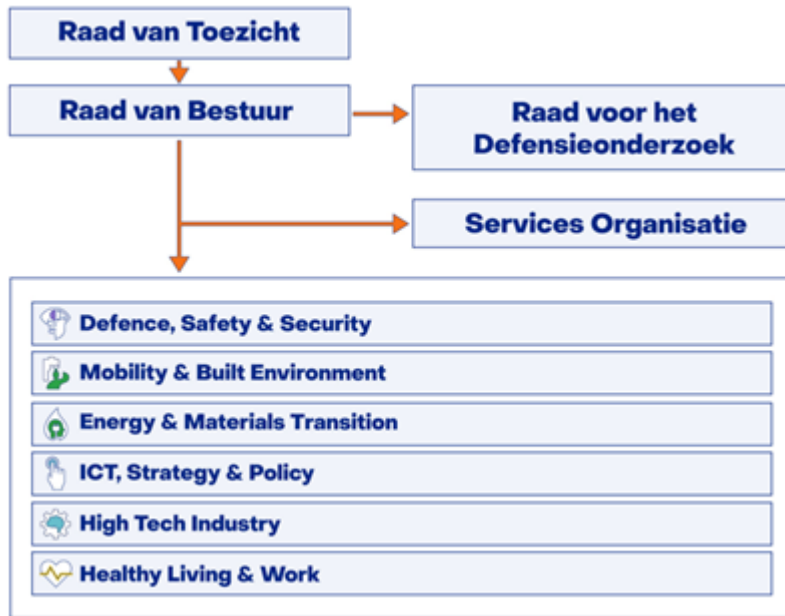 Raad van Toezicht
Raad van Bestuur
Raad voor het
Defensieonderzoek
Services Organisatie
Defence, Safety & Security
Mobility & Built Environment
Energy & Materials Transition
ICT, Strategy & Policy
High Tech Industry
Healthy Living & Work